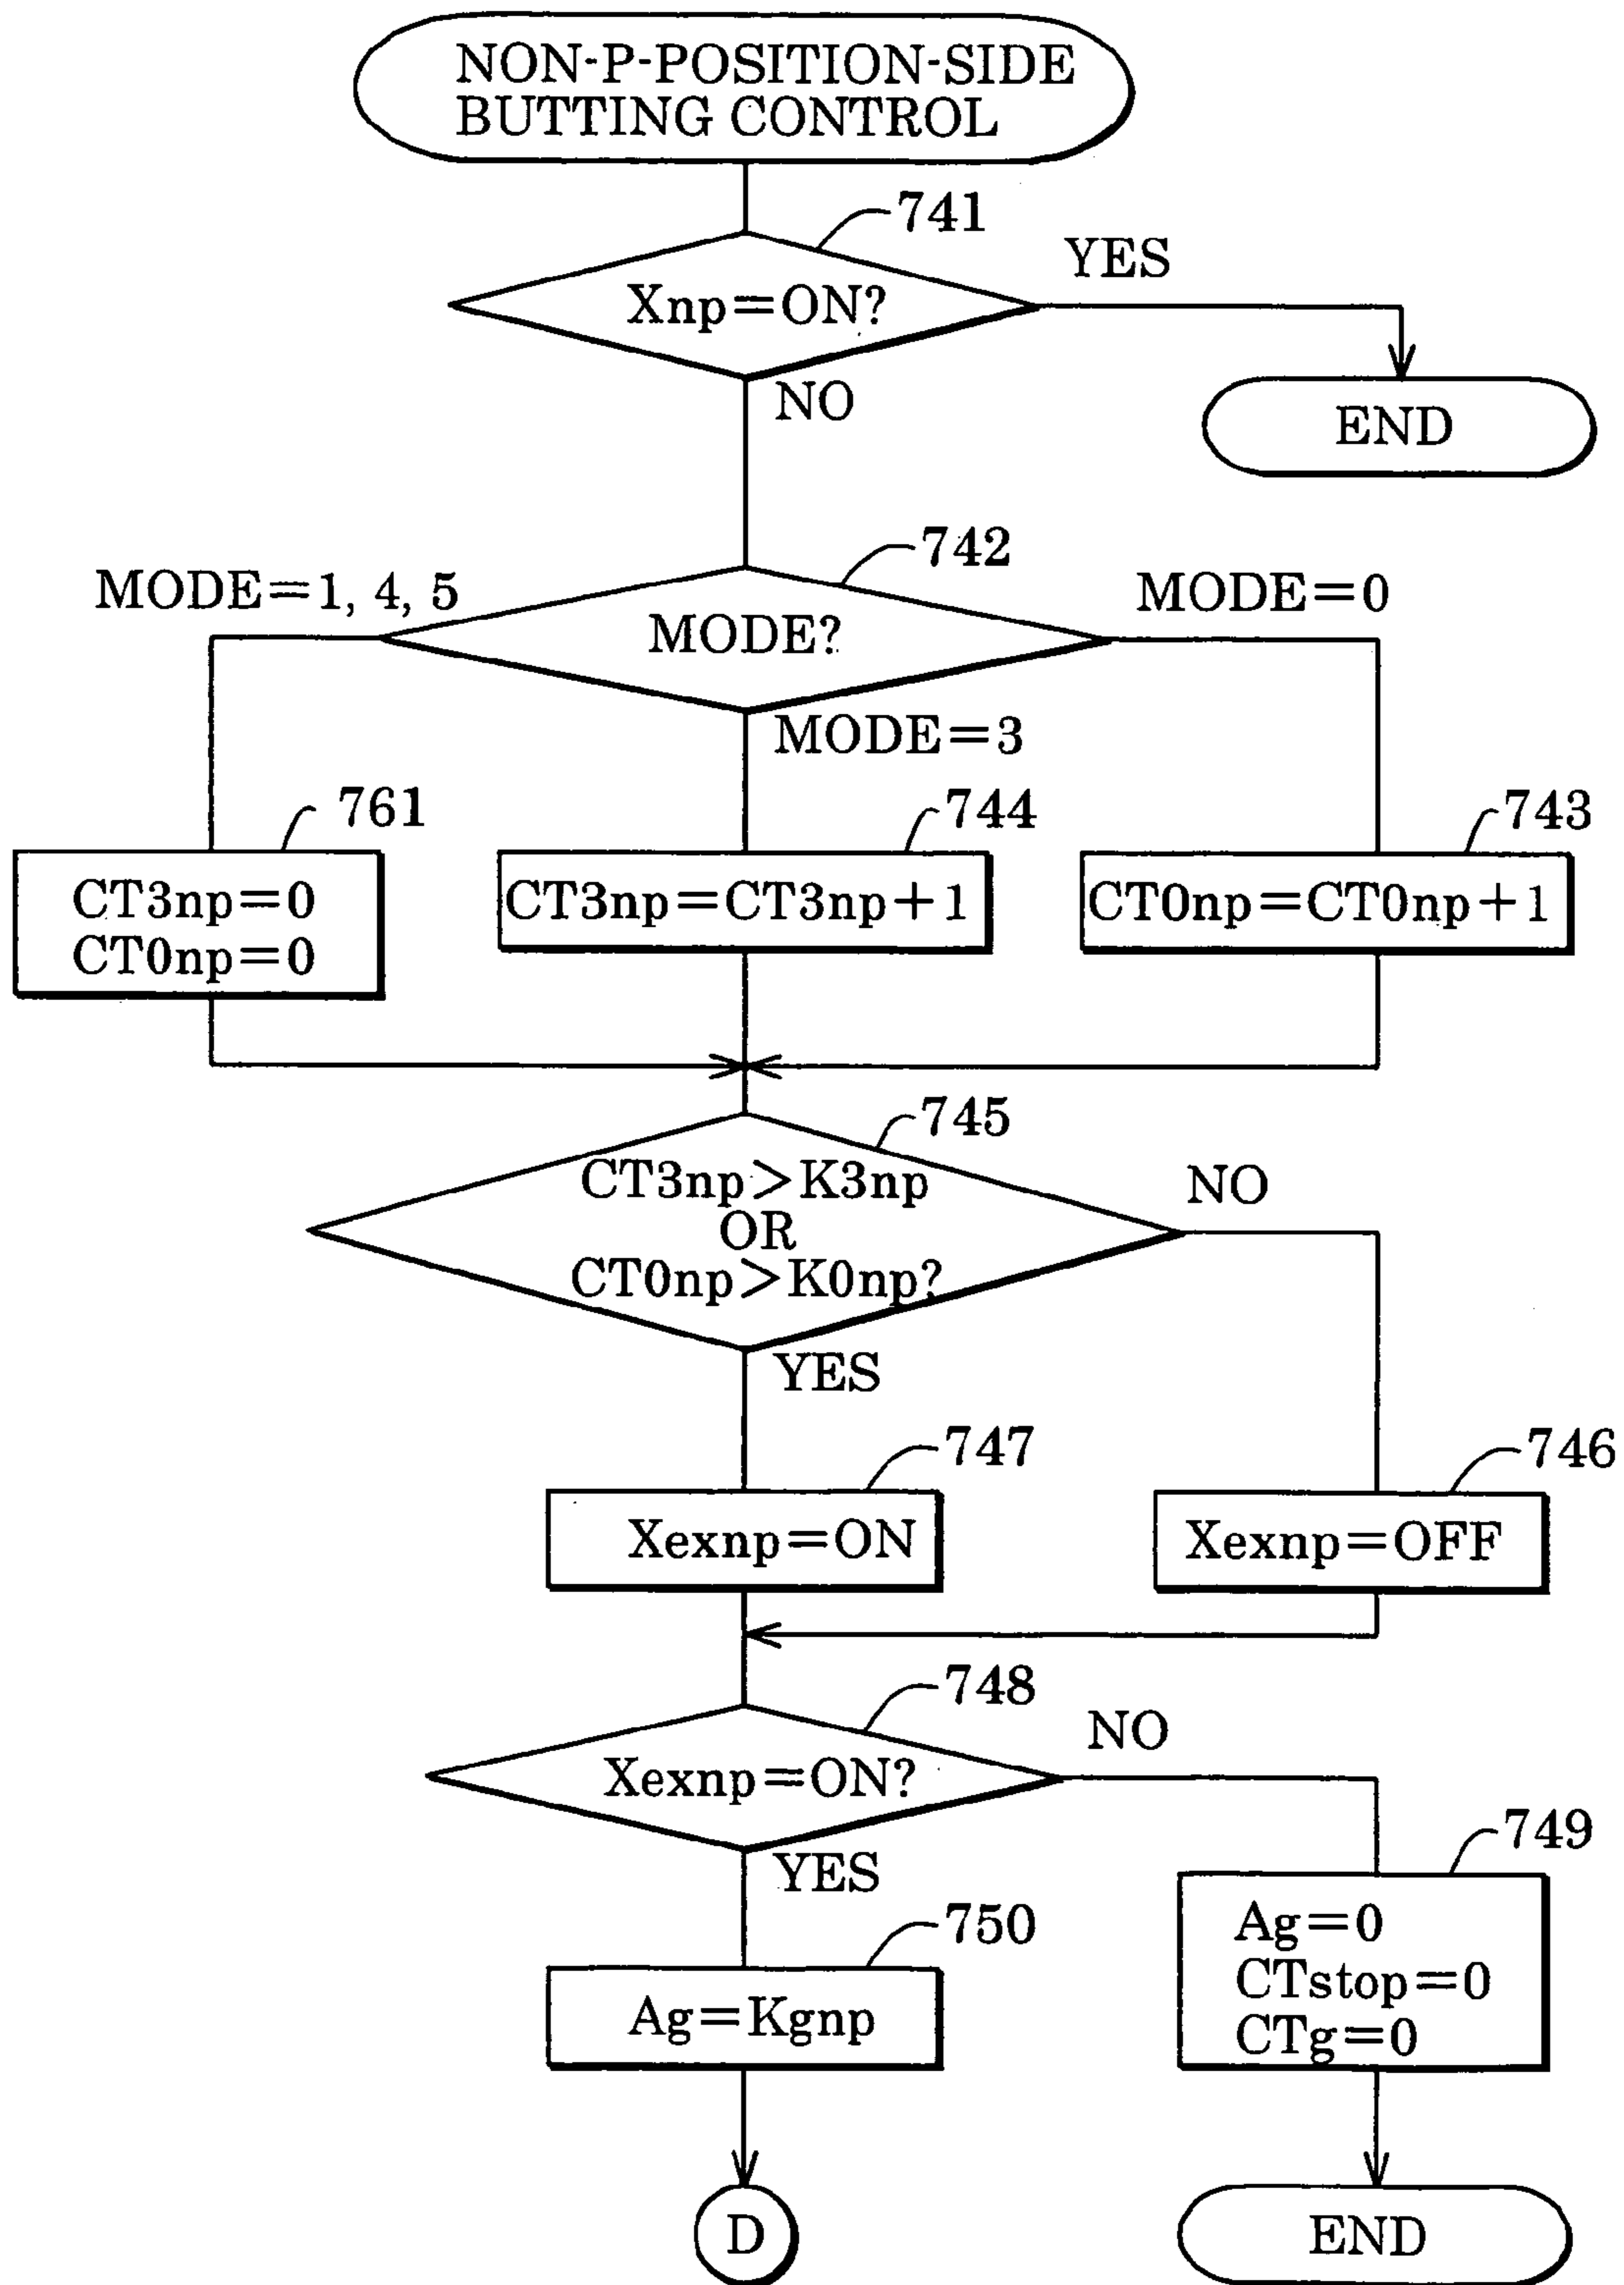 NON-P-POSITION-SIDE
BUTTING CONTROL
741
Xnp=ON?
YES
NO
END
742
MODE=1, 4, 5
MODE?
MODE=0
MODE=3
761
CT3np=0
CT0np=0
744
CT3np=CT3np+1
743
CT0np=CT0np+1
745
CT3np>K3np
OR
CT0np>K0np?
NO
YES
747
Xexnp=ON
746
Xexnp=OFF
748
Xexnp=ON?
NO
YES
749
Ag=0
CTstop=0
CTg=0
750
Ag=Kgnp
D
END